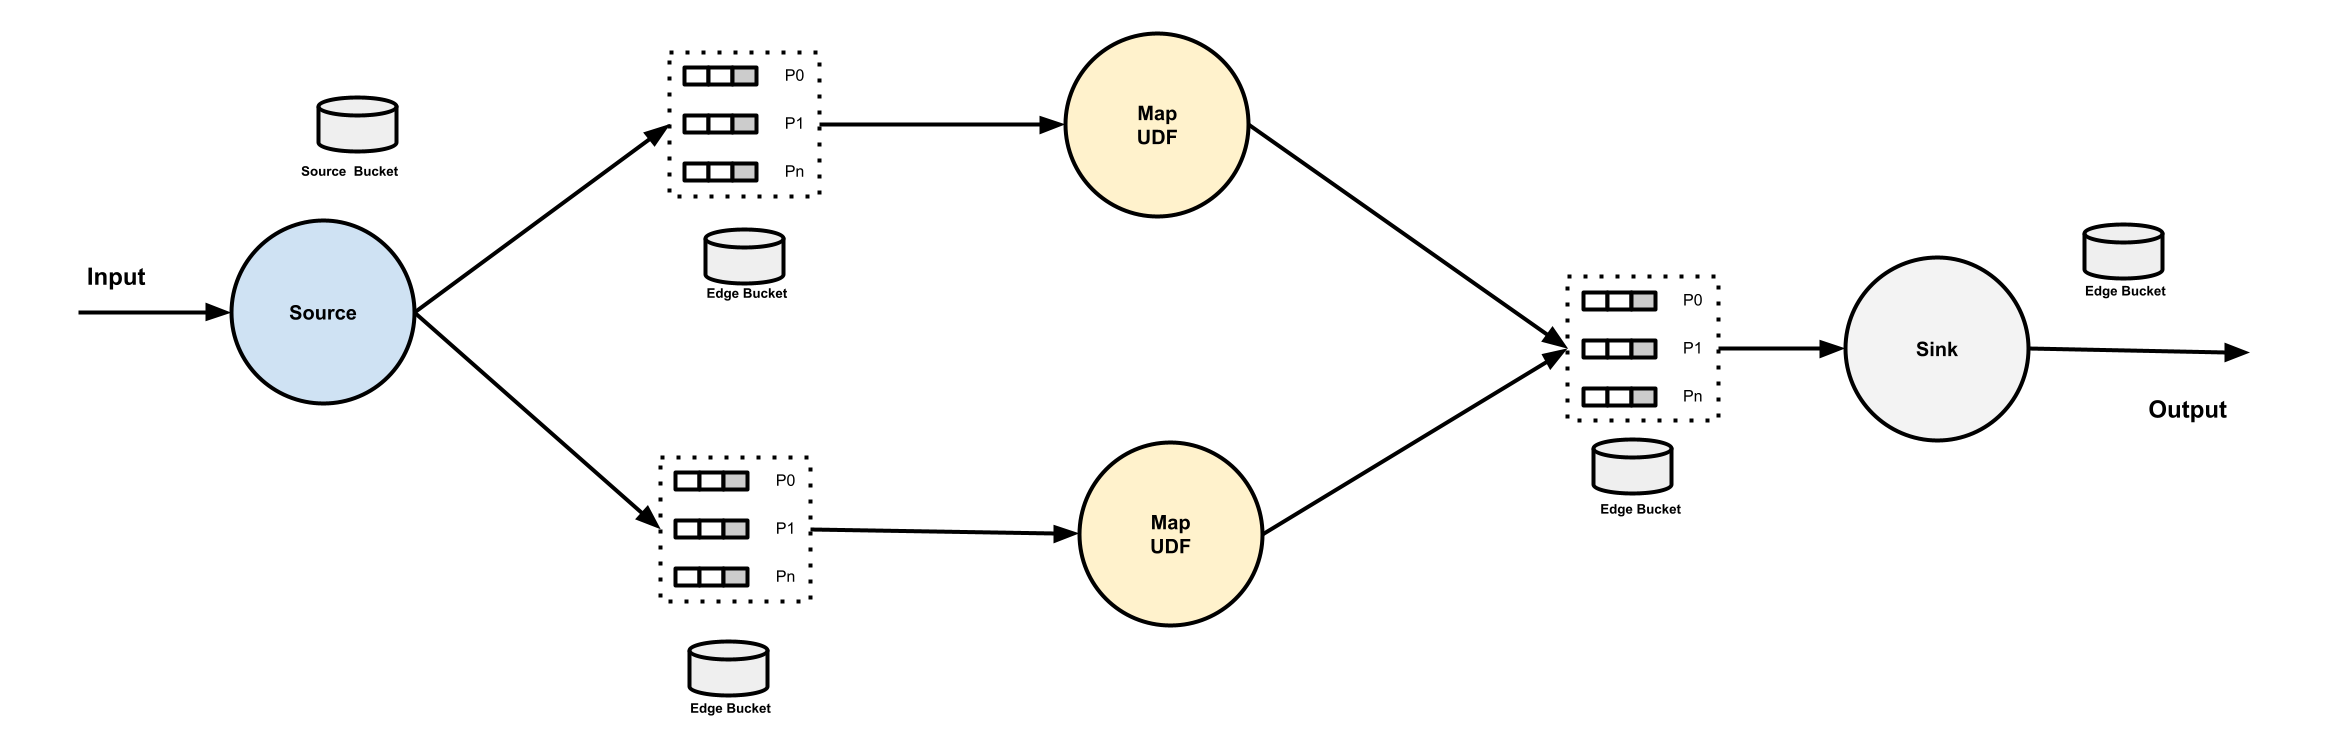 Source  Bucket
Input
Source
P0
P1
Pn
Edge Bucket
P0
P1
Pn
Edge Bucket
Map
UDF
Map
UDF
P0
P1
Pn
Edge Bucket
Sink
Edge Bucket
Output